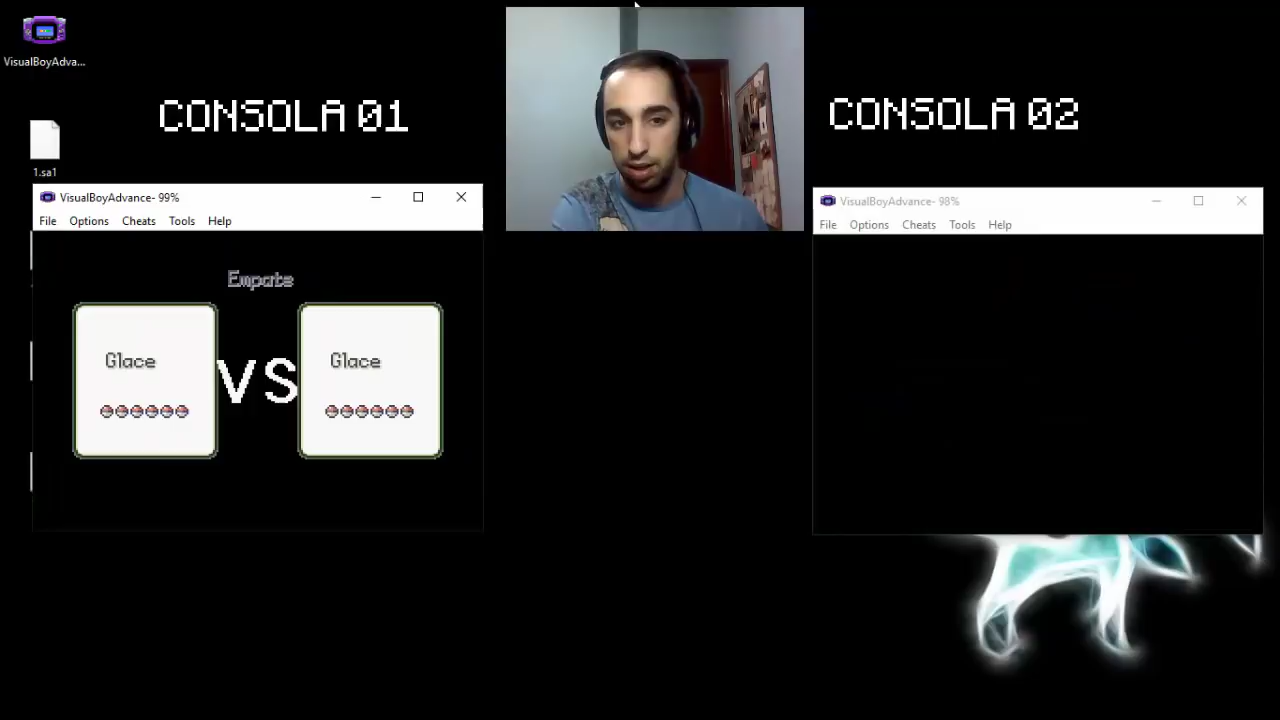 VisualBoyAdva...
CONSOLA 01
CONSOLA 02
1.sa1
VisualBoyAdvance- 99%
File Options Cheats Tools Help
VisualBoyAdvance- 98%
File Options Cheats Tools Help
Empate
Glace
VS
Glace